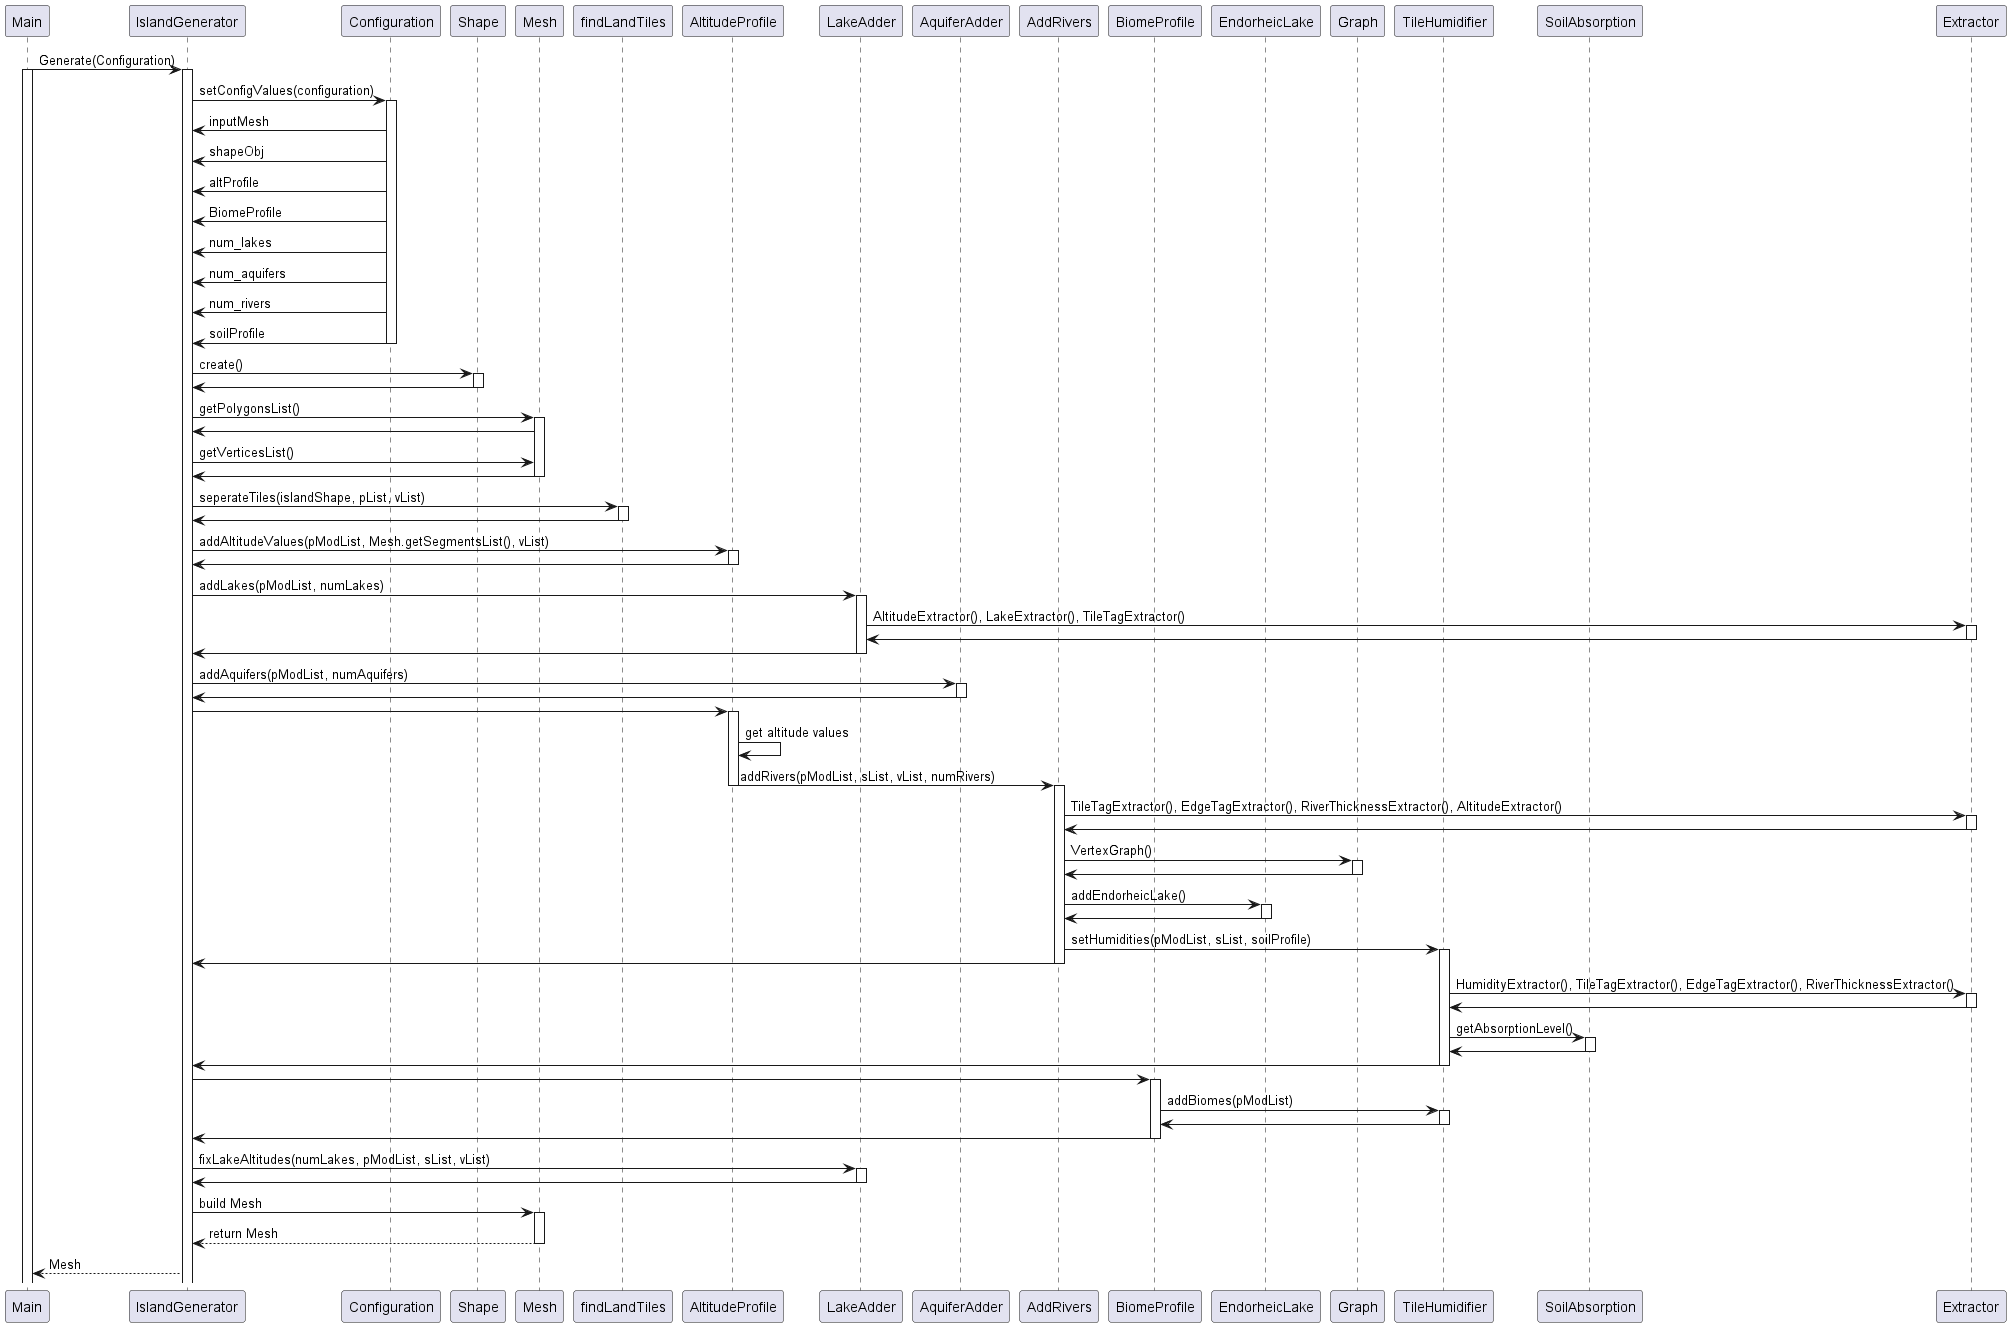 Main IslandGenerator Configuration Shape Mesh findLandTiles AltitudeProfile LakeAdder AquiferAdder AddRivers BiomeProfile EndorheicLake Graph TileHumidifier SoilAbsorption Extractor
Generate(Configuration)
setConfigValues(configuration)
inputMesh
shapeObj
altProfile
BiomeProfile
num_lakes
num_aquifers
num_rivers
soilProfile
create()
getPolygonsList()
getVerticesList()
seperateTiles(islandShape, pList, vList)
addAltitudeValues(pModList, Mesh.getSegmentsList(), vList)
addLakes(pModList, numLakes)
AltitudeExtractor(), LakeExtractor(), TileTagExtractor()
addAquifers(pModList, numAquifers)
get altitude values
addRivers(pModList, sList, vList, numRivers)
TileTagExtractor(), EdgeTagExtractor(), RiverThicknessExtractor(), AltitudeExtractor()
VertexGraph()
addEndorheicLake()
setHumidities(pModList, sList, soilProfile)
HumidityExtractor(), TileTagExtractor(), EdgeTagExtractor(), RiverThicknessExtractor()
getAbsorptionLevel()
addBiomes(pModList)
fixLakeAltitudes(numLakes, pModList, sList, vList)
build Mesh
return Mesh
Mesh
Main IslandGenerator Configuration Shape Mesh findLandTiles AltitudeProfile LakeAdder AquiferAdder AddRivers BiomeProfile EndorheicLake Graph TileHumidifier SoilAbsorption Extractor